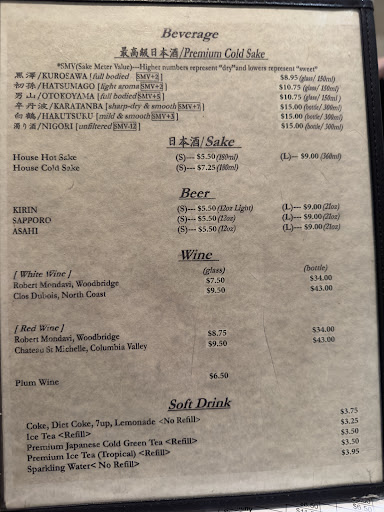 Beverage
最高級日本酒/Premium Cold Sake
*SMV(Sake Meter Value)---Higher numbers represent "dry"and lowers represent "sweet"
黒澤/KUROSAWA [full bodied SMV+2] $8.95 (glass/ 150ml)
初孫/HATSUMAGO [light aroma SMV+3] $10.75 (glass/ 150ml)
男山/OTOKOYAMA [full bodied SMV+5] $10.75 (glass/ 150ml)
辛丹波/KARATANBA [sharp-dry & smooth SMV+7] $15.00 (bottle/ 300ml)
白鶴/HAKUTSUKU [mild & smooth SMV+3] $15.00 (bottle/ 300ml)
濁り酒/NIGORI [unfiltered SMV-12] $15.00 (bottle/ 300ml)
日本酒/Sake
House Hot Sake (S)--- $5.50 (180ml) (L)--- $9.00 (360ml)
House Cold Sake (S)--- $7.25 (180ml)
Beer
KIRIN (S)--- $5.50 (12oz Light) (L)--- $9.00 (22oz)
SAPPORO (S)--- $5.50 (12oz) (L)--- $9.00 (22oz)
ASAHI (S)--- $5.50 (12oz) (L)--- $9.00 (22oz)
Wine
[ White Wine ] (glass) (bottle)
Robert Mondavi, Woodbridge $7.50 $34.00
Clos Dubois, North Coast $9.50 $43.00
[ Red Wine ]
Robert Mondavi, Woodbridge $8.75 $34.00
Chateau St Michelle, Columbia Valley $9.50 $43.00
Plum Wine $6.50
Soft Drink
Coke, Diet Coke, 7up, Lemonade <No Refill> $3.75
Ice Tea <Refill> $3.25
Premium Japanese Cold Green Tea <Refill> $3.50
Premium Ice Tea (Tropical) <Refill> $3.50
Sparkling Water< No Refill> $3.95